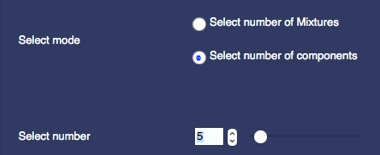 Select number of Mixtures
Select mode
Select number of components
Select number 5